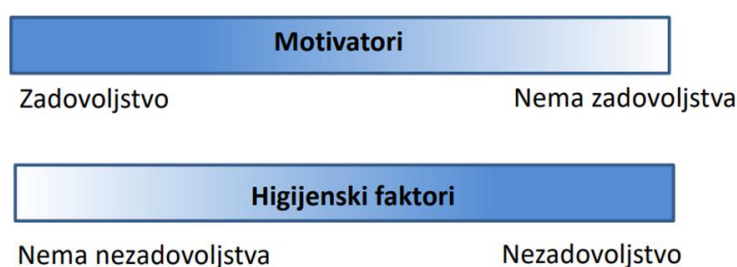 Motivatori
Zadovoljstvo Nema zadovoljstva
Higijenski faktori
Nema nezadovoljstva Nezadovoljstvo